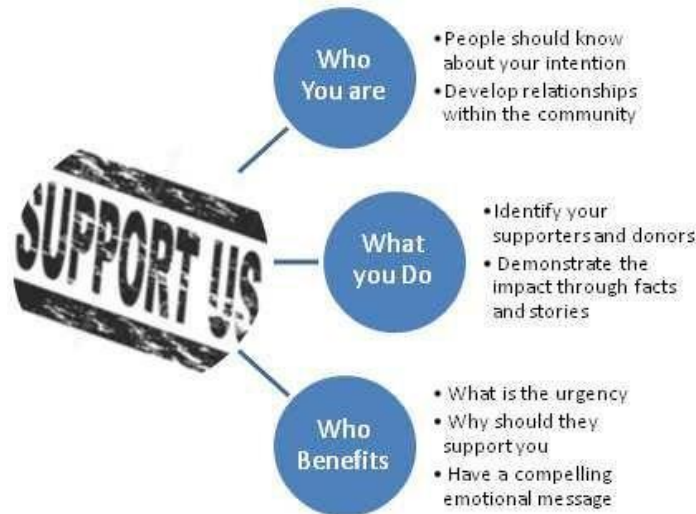 SUPPORT US
Who
You are
•People should know
about your intention
•Develop relationships
within the community
What
you Do
•Identify your
supporters and donors
• Demonstrate the
impact through facts
and stories
Who
Benefits
• What is the urgency
• Why should they
support you
• Have a compelling
emotional message